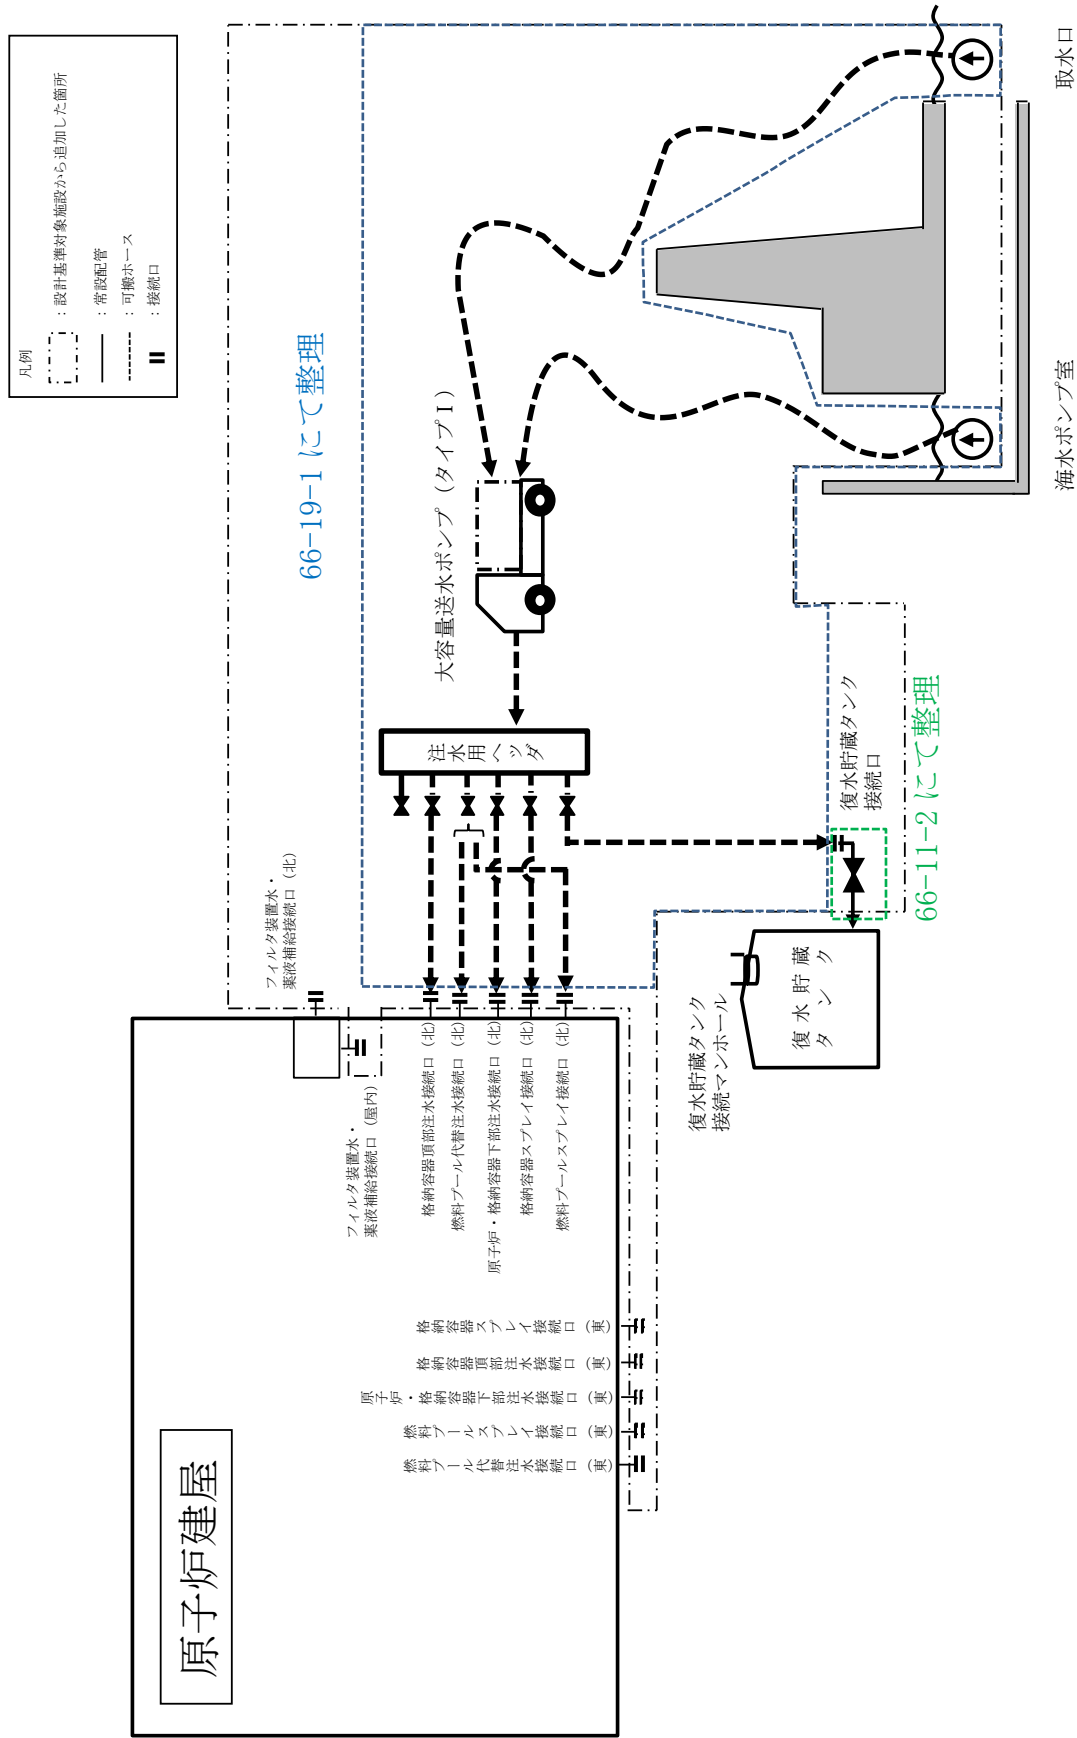 凡例
：設計基準対象施設から追加した箇所
：常設配管
：可搬ホース
：接続口
66-19-1 にて整理
大容量送水ポンプ（タイプⅠ）
取水口
海水ポンプ室
注水用ヘッダ
復水貯蔵タンク
接続口
66-11-2 にて整理
復水貯蔵
タンク
復水貯蔵タンク
接続マンホール
フィルタ装置水・
薬液補給接続口（北）
フィルタ装置水・
薬液補給接続口（屋内）
格納容器頂部注水接続口（北）
燃料プール代替注水接続口（北）
原子炉・格納容器下部注水接続口（北）
格納容器スプレイ接続口（北）
燃料プールスプレイ接続口（北）
格納容器スプレイ接続口（東）
格納容器頂部注水接続口（東）
原子炉・格納容器下部注水接続口（東）
燃料プールスプレイ接続口（東）
燃料プール代替注水接続口（東）
原子炉建屋